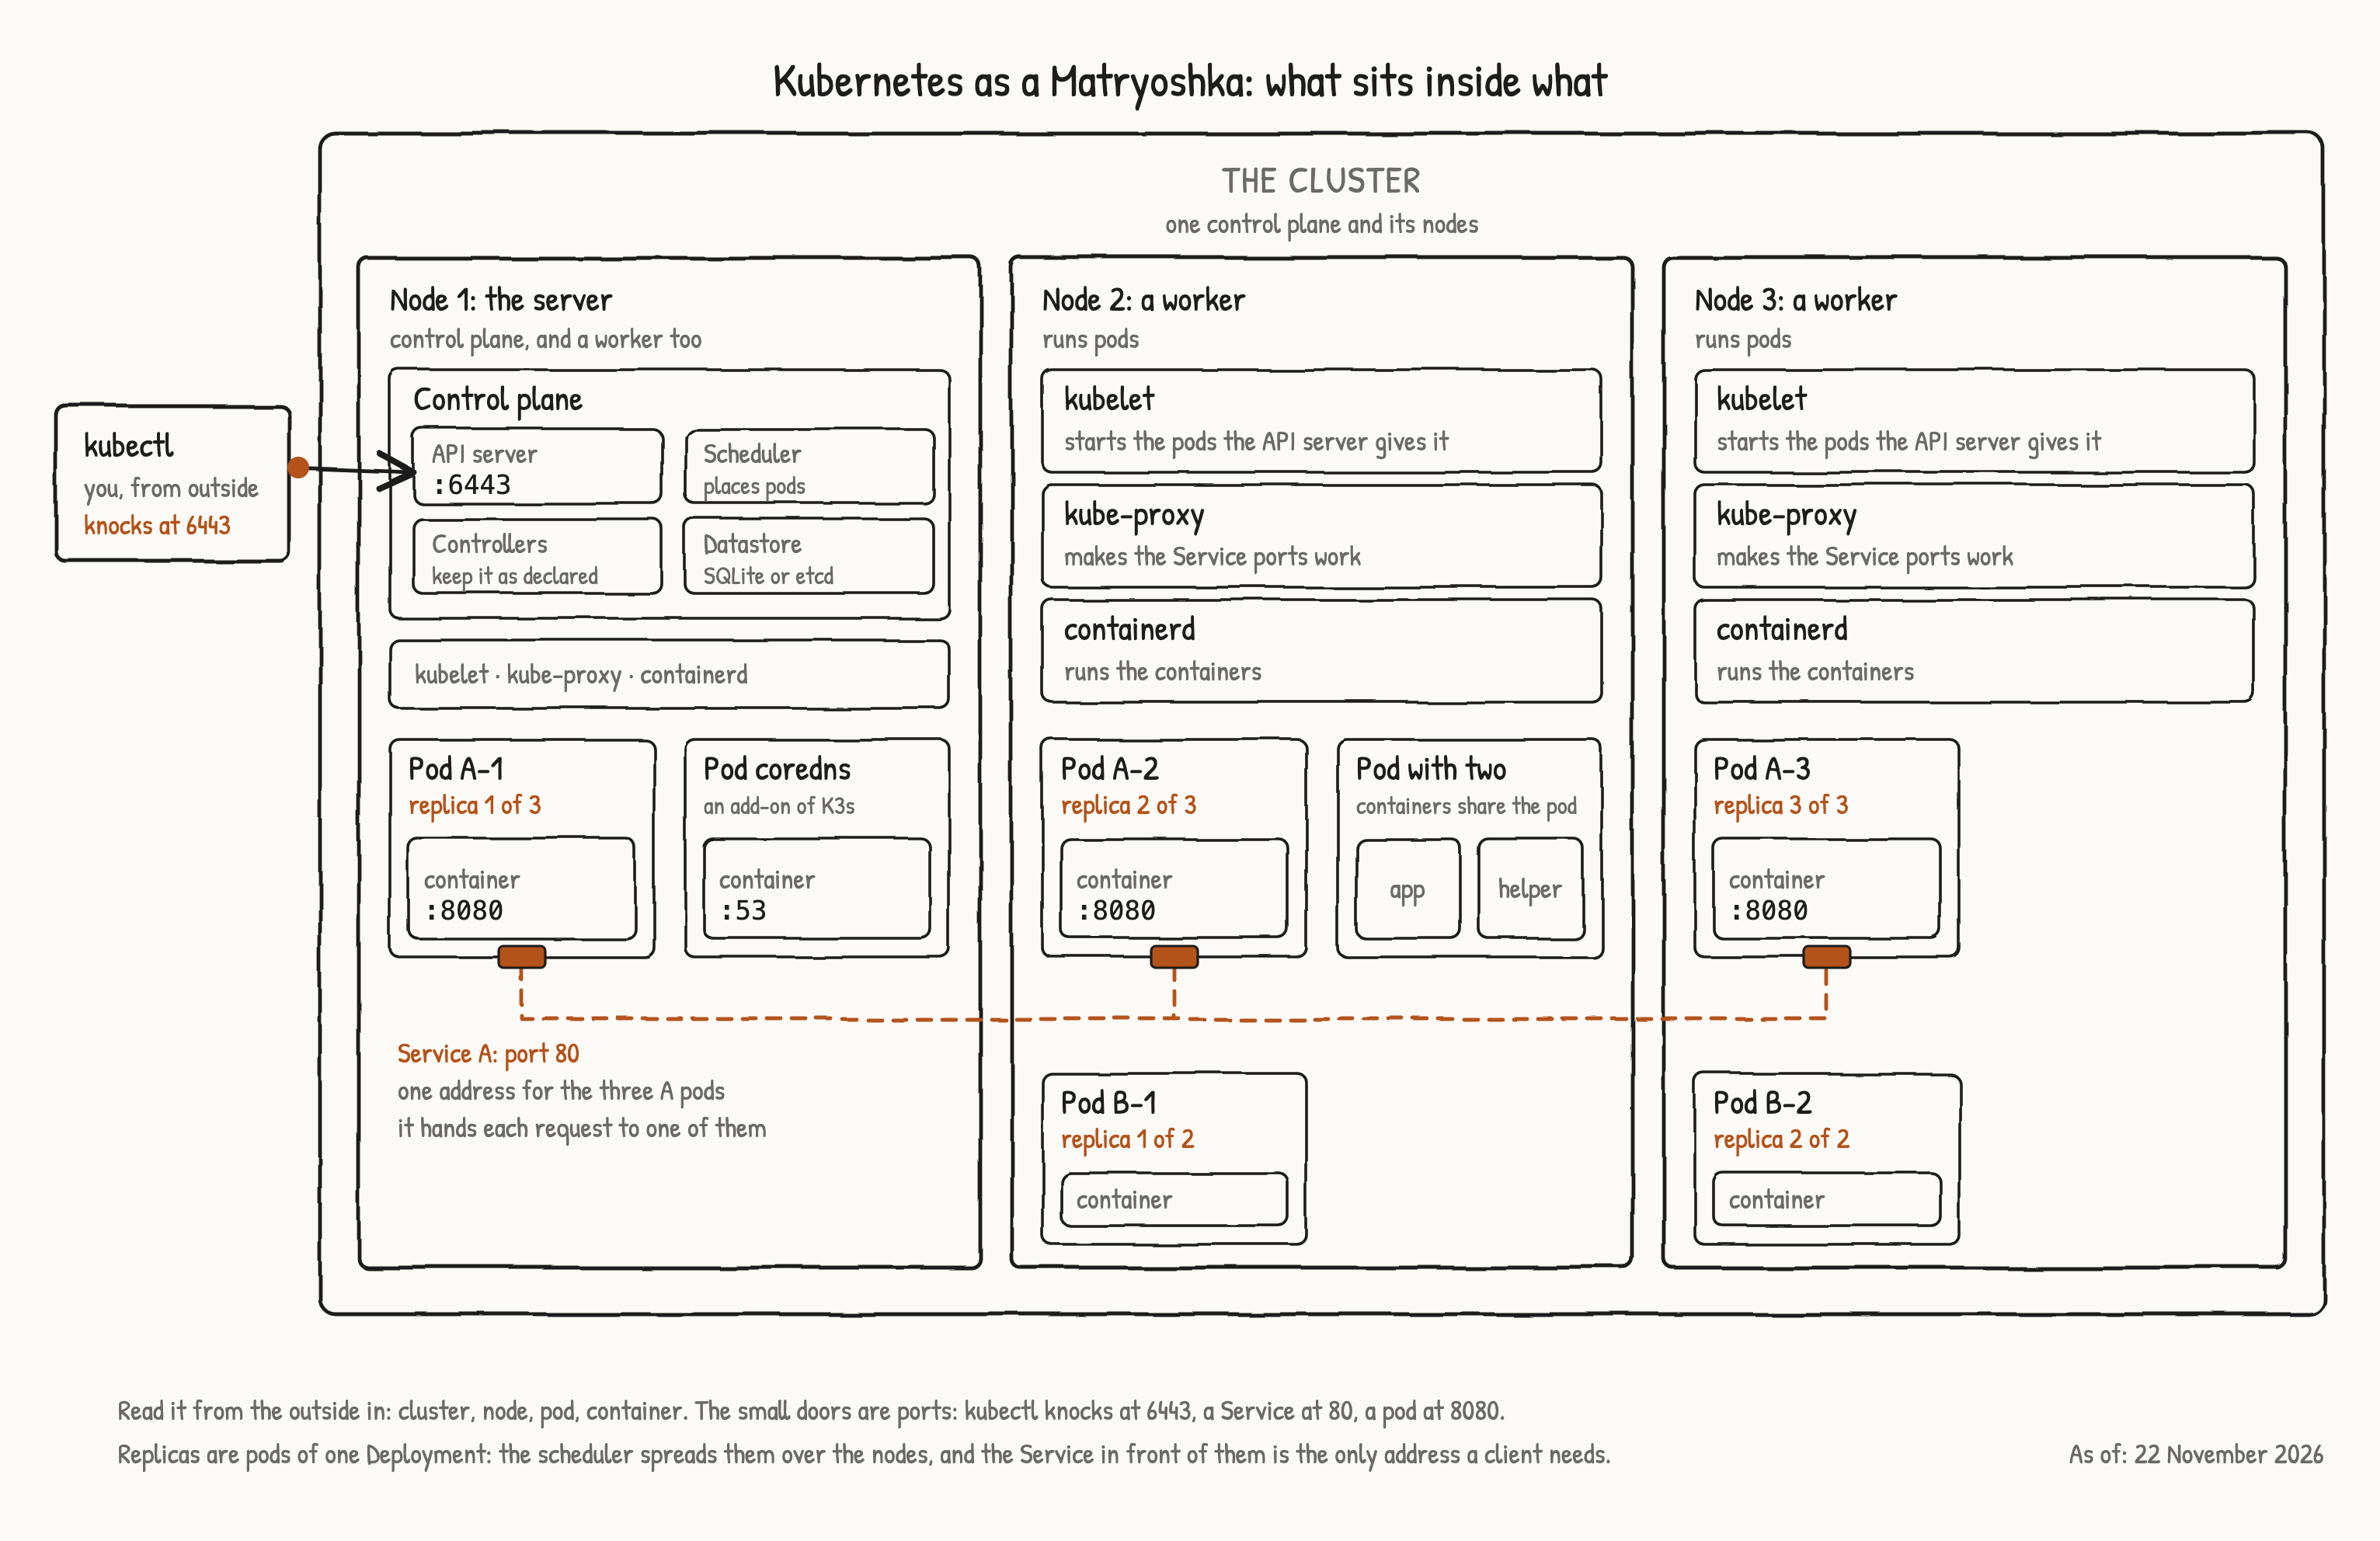 Kubernetes as a Matryoshka: what sits inside what
THE CLUSTER
one control plane and its nodes
kubectl
you, from outside
knocks at 6443
Node 1: the server
control plane, and a worker too
Control plane
API server
:6443
Scheduler
places pods
Controllers
keep it as declared
Datastore
SQLite or etcd
kubelet · kube-proxy · containerd
Pod A-1
replica 1 of 3
container
:8080
Pod coredns
an add-on of K3s
container
:53
Service A: port 80
one address for the three A pods
it hands each request to one of them
Node 2: a worker
runs pods
kubelet
starts the pods the API server gives it
kube-proxy
makes the Service ports work
containerd
runs the containers
Pod A-2
replica 2 of 3
container
:8080
Pod with two
containers share the pod
app
helper
Pod B-1
replica 1 of 2
container
Node 3: a worker
runs pods
kubelet
starts the pods the API server gives it
kube-proxy
makes the Service ports work
containerd
runs the containers
Pod A-3
replica 3 of 3
container
:8080
Pod B-2
replica 2 of 2
container
Read it from the outside in: cluster, node, pod, container. The small doors are ports: kubectl knocks at 6443, a Service at 80, a pod at 8080.
Replicas are pods of one Deployment: the scheduler spreads them over the nodes, and the Service in front of them is the only address a client needs.
As of: 22 November 2026